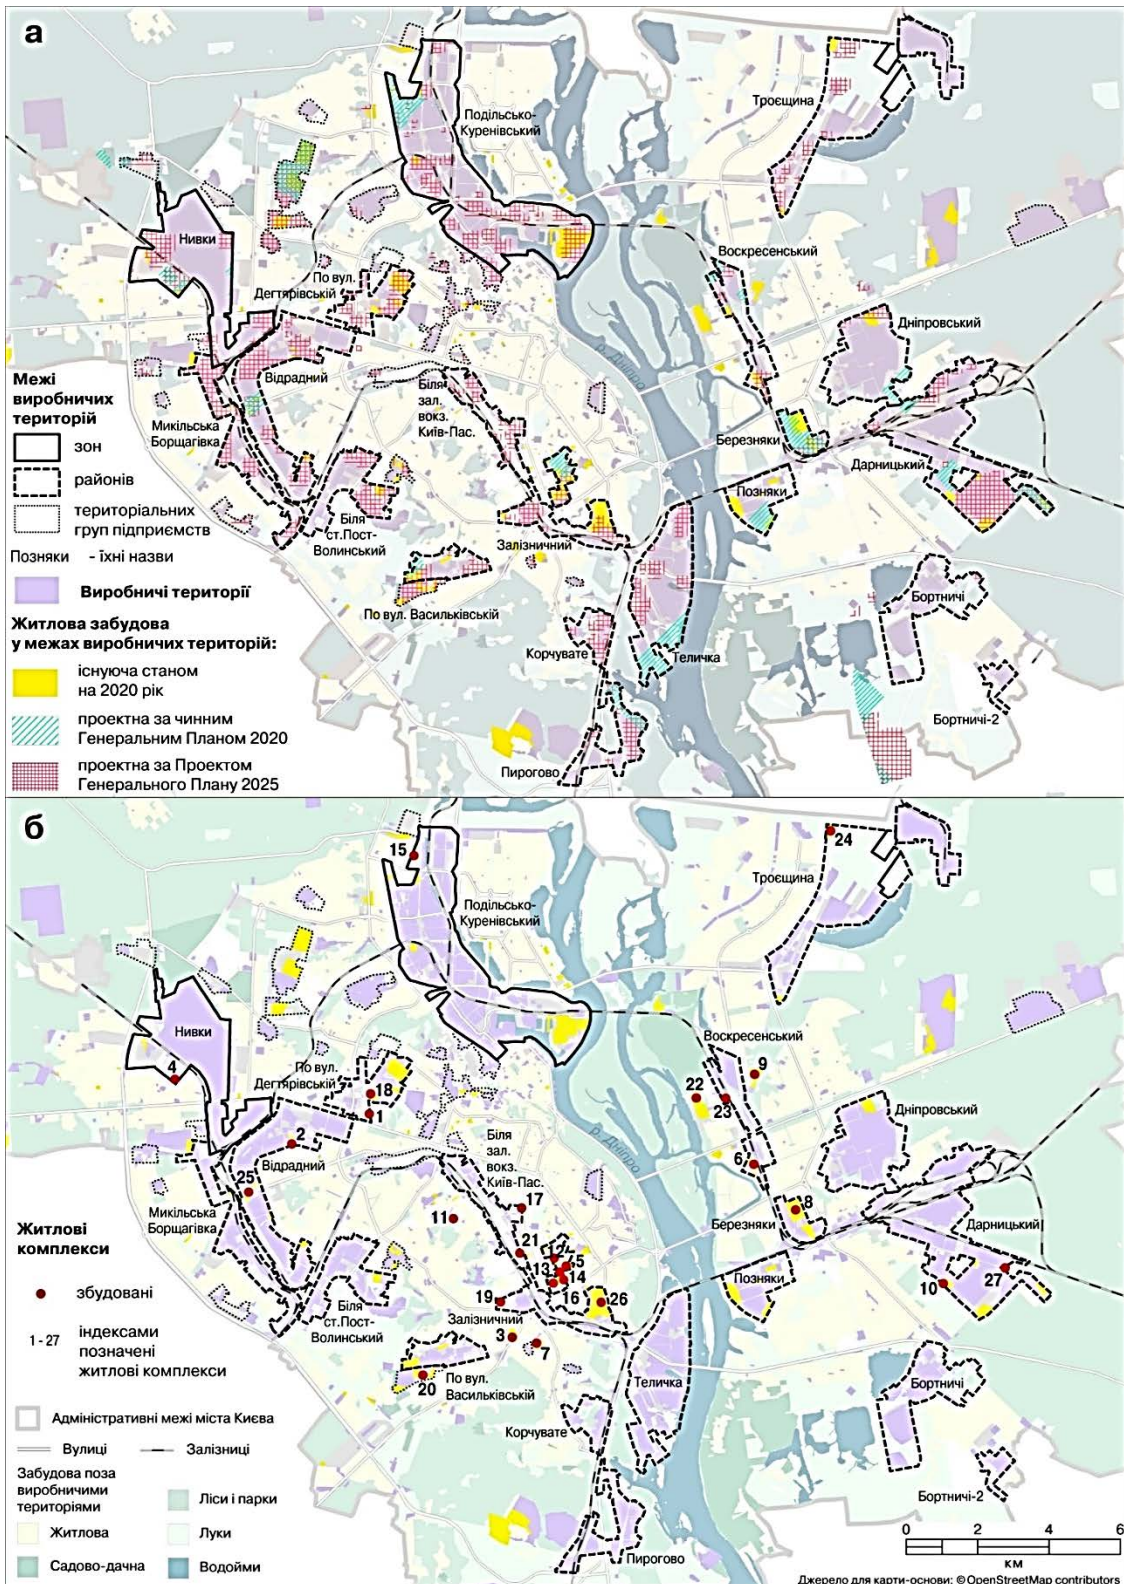 а
Троєщина
Подільсько-
Куренівський
Нивки
По вул.
Дегтярівській
Воскресенський
Дніпровський
р. Дніпро
Відрадний
Біля
зал.
вокз.
Київ-Пас.
Микільська
Борщагівка
Березняки
Дарницький
Позняки
Біля
ст.Пост-
Волинський
Залізничний
По вул. Васильківській
Корчувате
Теличка
Бортничі
Бортничі-2
Пирогово
Межі
виробничих
територій
зон
районів
територіальних
груп підприємств
Позняки - їхні назви
Виробничі території
Житлова забудова
у межах виробничих територій:
існуюча станом
на 2020 рік
проектна за чинним
Генеральним Планом 2020
проектна за Проектом
Генерального Плану 2025
б
24
15
Троєщина
Подільсько-
Куренівський
Нивки
4
По вул.
Дегтярівській
18
1
Воскресенський
9
22
23
Дніпровський
2
Відрадний
25
Біля
зал.
вокз.
Київ-Пас.
р. Дніпро
6
Микільська
Борщагівка
17
11
21
12
5
13
14
16
19
26
Березняки
8
Дарницький
Позняки
10
27
Біля
ст.Пост-
Волинський
Залізничний
3
7
20
По вул.
Васильківській
Теличка
Корчувате
Бортничі
Бортничі-2
Пирогово
Житлові
комплекси
збудовані
1 - 27
індексами
позначені
житлові комплекси
Адміністративні межі міста Києва
Вулиці
Залізниці
Забудова поза
виробничими
територіями
Житлова
Садово-дачна
Ліси і парки
Луки
Водойми
0 2 4 6
км
Джерело для карти-основи: © OpenStreetMap contributors